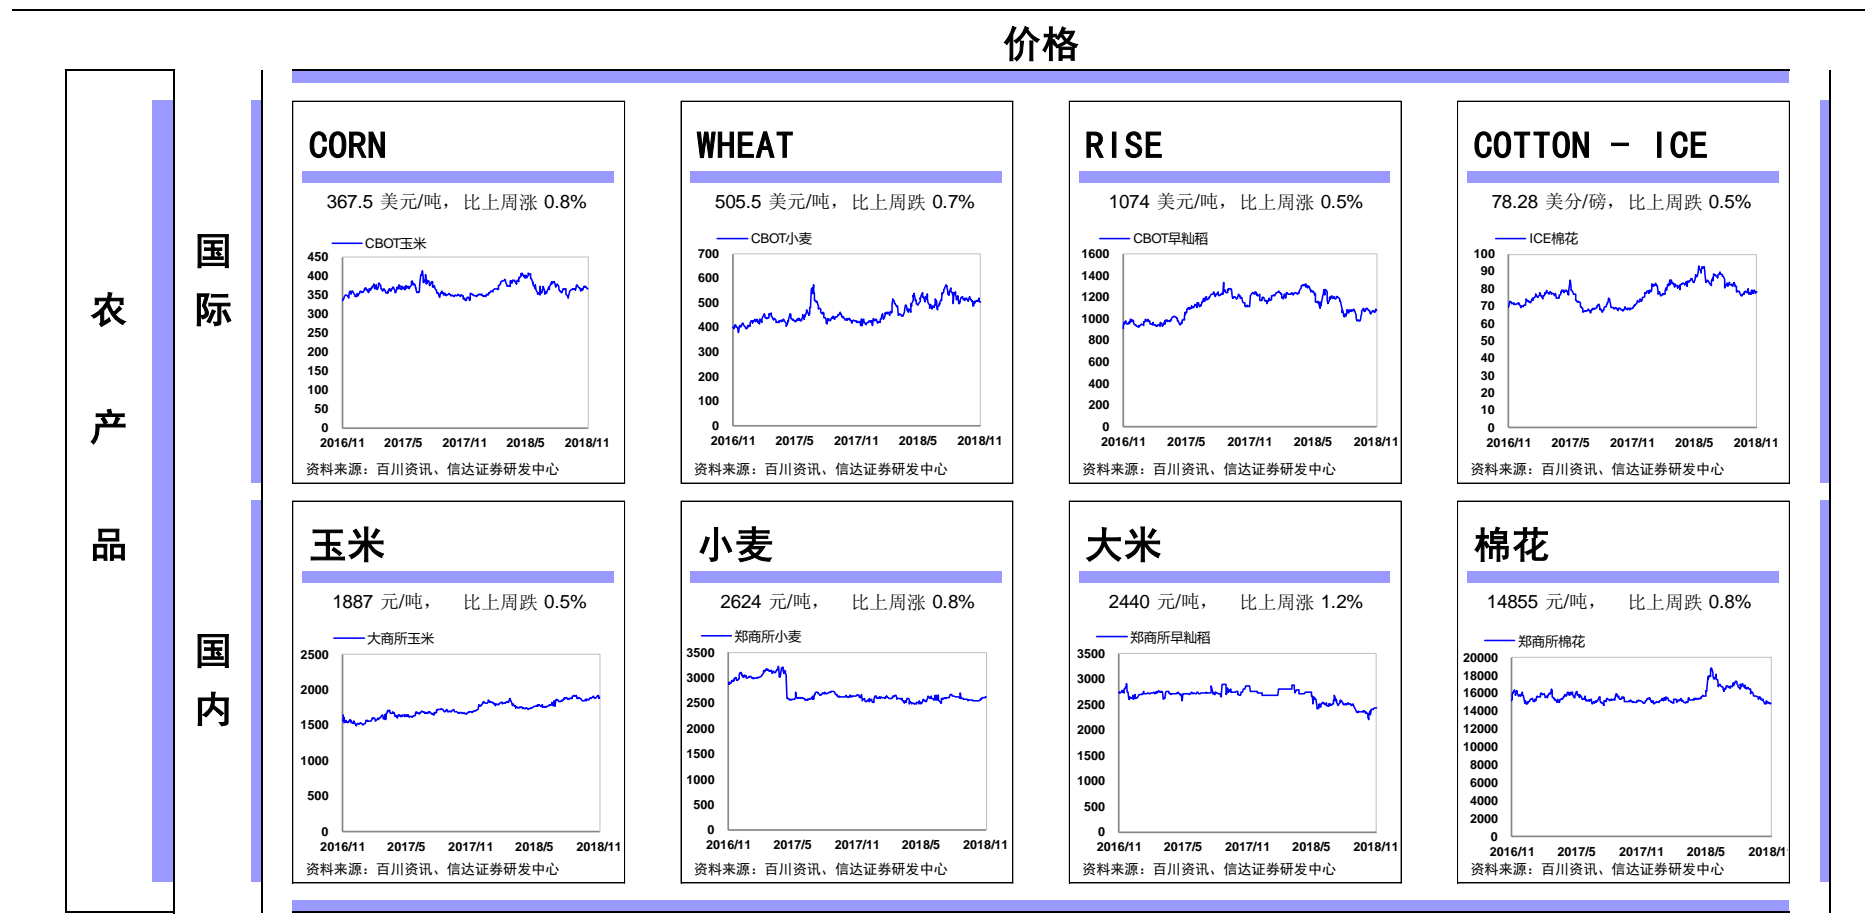 价格
农
产
品
国
际
CORN
367.5 美元/吨， 比上周涨 0.8%
CBOT玉米
450
400
350
300
250
200
150
100
50
0
2016/11 2017/5 2017/11 2018/5 2018/11
资料来源：百川资讯、信达证券研发中心
WHEAT
505.5 美元/吨， 比上周跌 0.7%
CBOT小麦
700
600
500
400
300
200
100
0
2016/11 2017/5 2017/11 2018/5 2018/11
资料来源：百川资讯、信达证券研发中心
RISE
1074 美元/吨， 比上周涨 0.5%
CBOT早籼稻
1600
1400
1200
1000
800
600
400
200
0
2016/11 2017/5 2017/11 2018/5 2018/11
资料来源：百川资讯、信达证券研发中心
COTTON - ICE
78.28 美分/磅， 比上周跌 0.5%
ICE棉花
100
90
80
70
60
50
40
30
20
10
0
2016/11 2017/5 2017/11 2018/5 2018/11
资料来源：百川资讯、信达证券研发中心
国
内
玉米
1887 元/吨， 比上周跌 0.5%
大商所玉米
2500
2000
1500
1000
500
0
2016/11 2017/5 2017/11 2018/5 2018/11
资料来源：百川资讯、信达证券研发中心
小麦
2624 元/吨， 比上周涨 0.8%
郑商所小麦
3500
3000
2500
2000
1500
1000
500
0
2016/11 2017/5 2017/11 2018/5 2018/11
资料来源：百川资讯、信达证券研发中心
大米
2440 元/吨， 比上周涨 1.2%
郑商所早籼稻
3500
3000
2500
2000
1500
1000
500
0
2016/11 2017/5 2017/11 2018/5 2018/11
资料来源：百川资讯、信达证券研发中心
棉花
14855 元/吨， 比上周跌 0.8%
郑商所棉花
20000
18000
16000
14000
12000
10000
8000
6000
4000
2000
0
2016/11 2017/5 2017/11 2018/5 2018/1
资料来源：百川资讯、信达证券研发中心